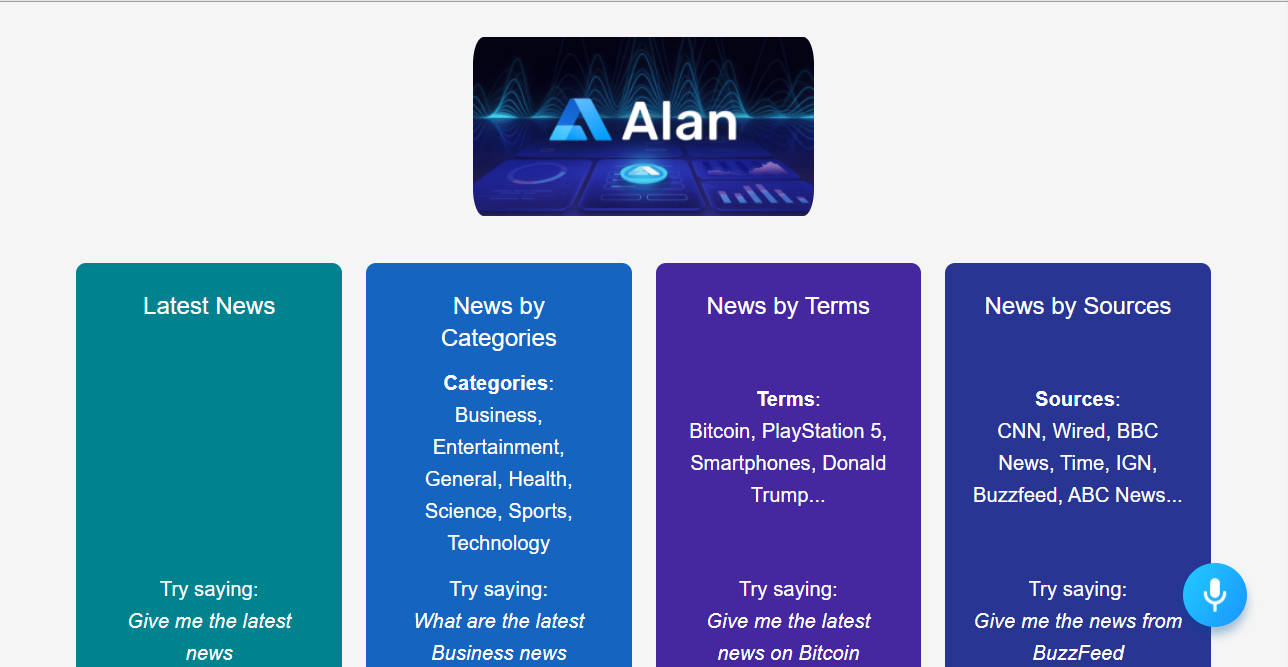 Alan
Latest News
Try saying:
Give me the latest
news
News by
Categories
Categories:
Business,
Entertainment,
General, Health,
Science, Sports,
Technology
Try saying:
What are the latest
Business news
News by Terms
Terms:
Bitcoin, PlayStation 5,
Smartphones, Donald
Trump...
Try saying:
Give me the latest
news on Bitcoin
News by Sources
Sources:
CNN, Wired, BBC
News, Time, IGN,
Buzzfeed, ABC News...
Try saying:
Give me the news from
BuzzFeed